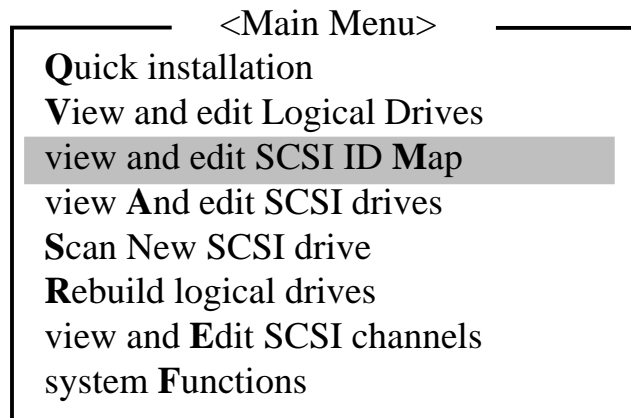 <Main Menu>
Quick installation
View and edit Logical Drives
view and edit SCSI ID Map
view And edit SCSI drives
Scan New SCSI drive
Rebuild logical drives
view and Edit SCSI channels
system Functions